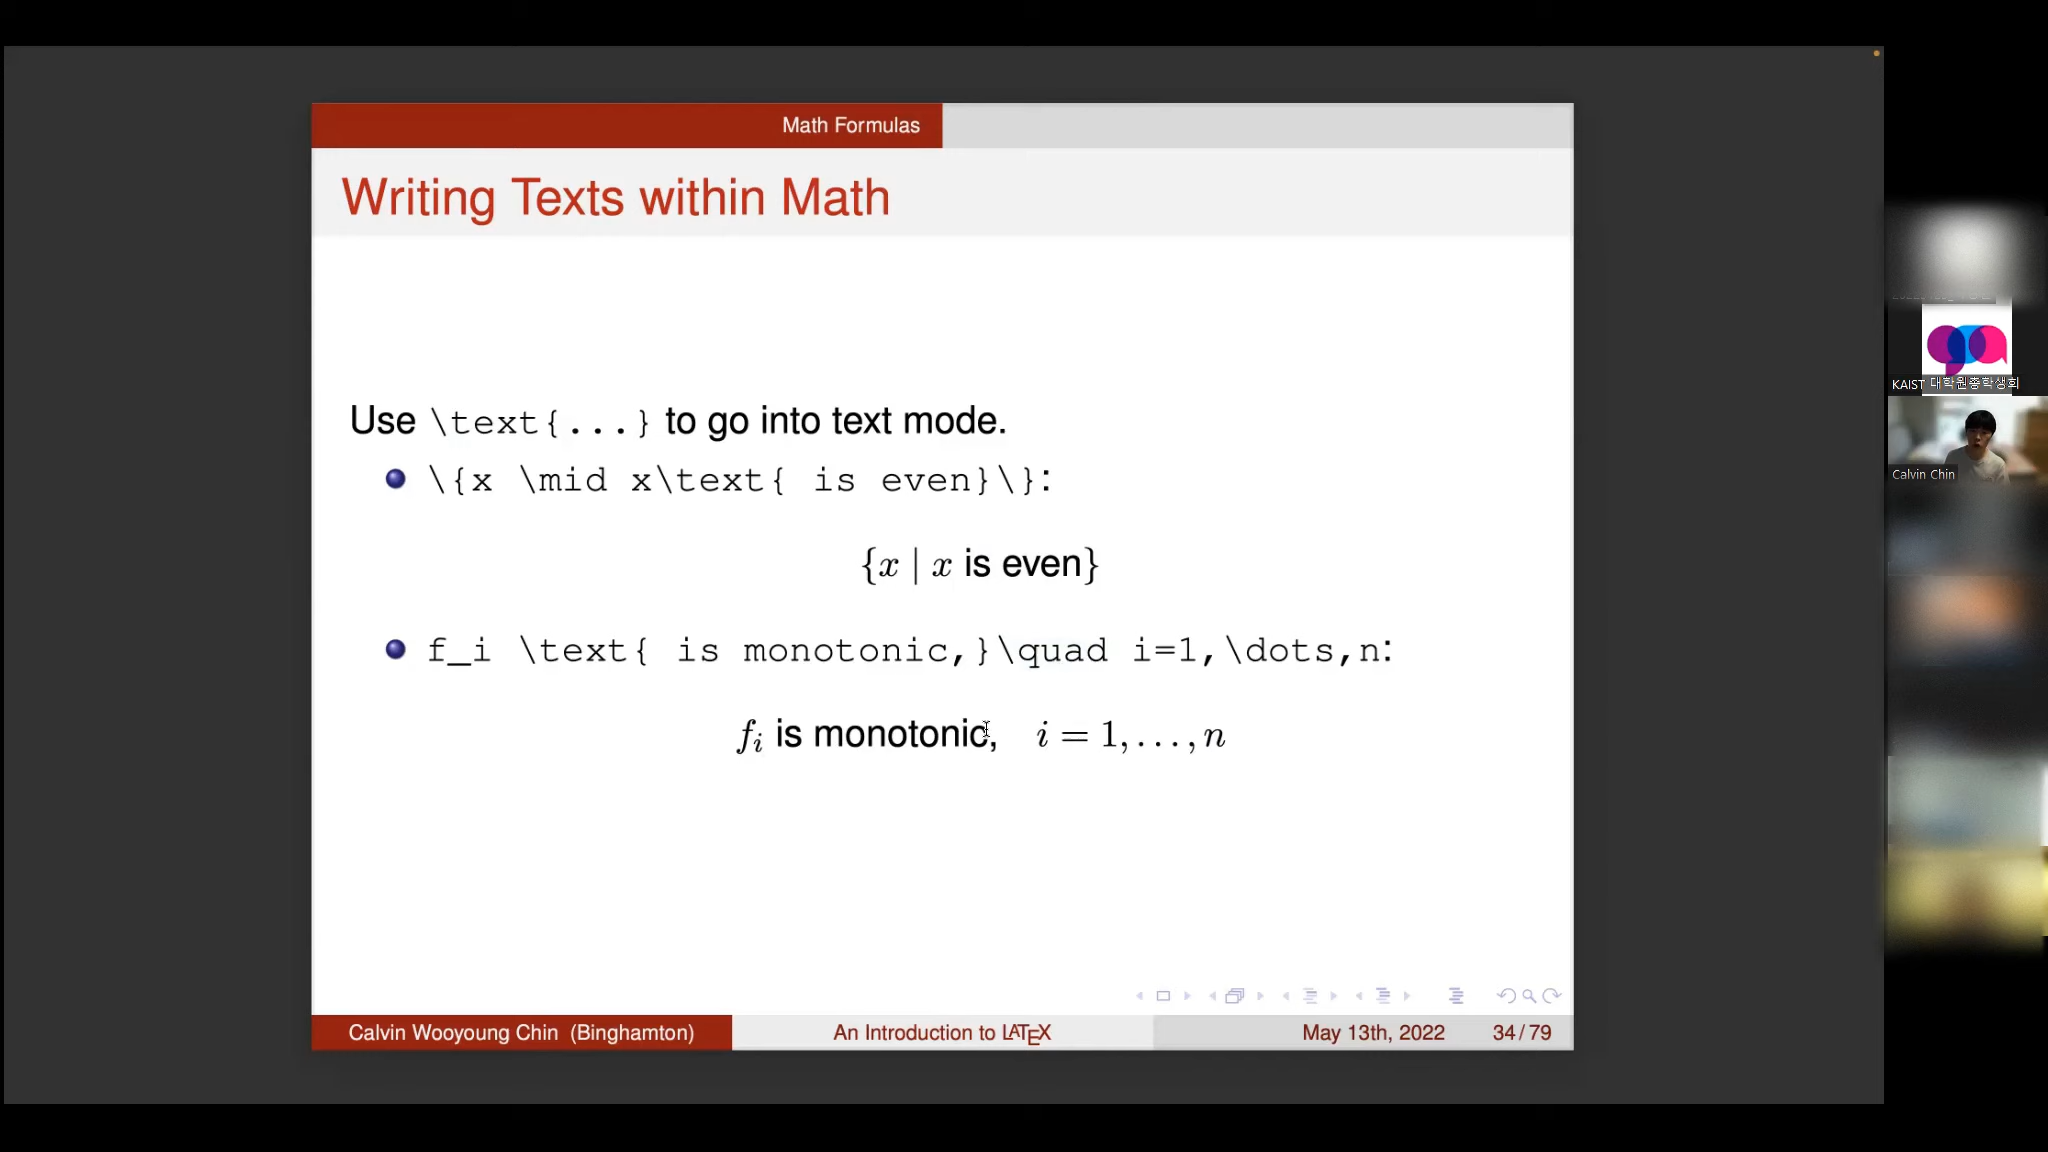 Math Formulas
Writing Texts within Math
Use \text{...} to go into text mode.
\{x \mid x\text{ is even}\}:
{x | x is even}
f_i \text{ is monotonic,}\quad i=1,\dots,n:
fᵢ is monotonic, i = 1, . . . , n
Calvin Wooyoung Chin (Binghamton)
An Introduction to LATEX
May 13th, 2022
34/79
KAIST 대학원총학생회
Calvin Chin